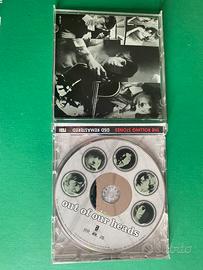 THE ROLLING STONES
DSD REMASTERED
out of our heads
subito